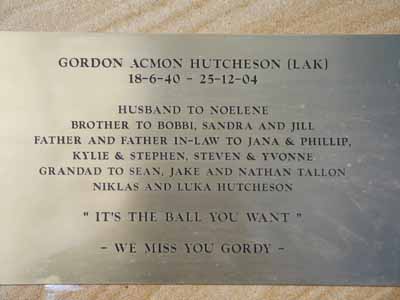 GORDON ACMON HUTCHESON (LAK)
18-6-40 - 25-12-04
HUSBAND TO NOELENE
BROTHER TO BOBBI, SANDRA AND JILL
FATHER AND FATHER IN-LAW TO JANA & PHILLIP,
KYLIE & STEPHEN, STEVEN & YVONNE
GRANDAD TO SEAN, JAKE AND NATHAN TALLON
NIKLAS AND LUKA HUTCHESON
" IT'S THE BALL YOU WANT "
- WE MISS YOU GORDY -